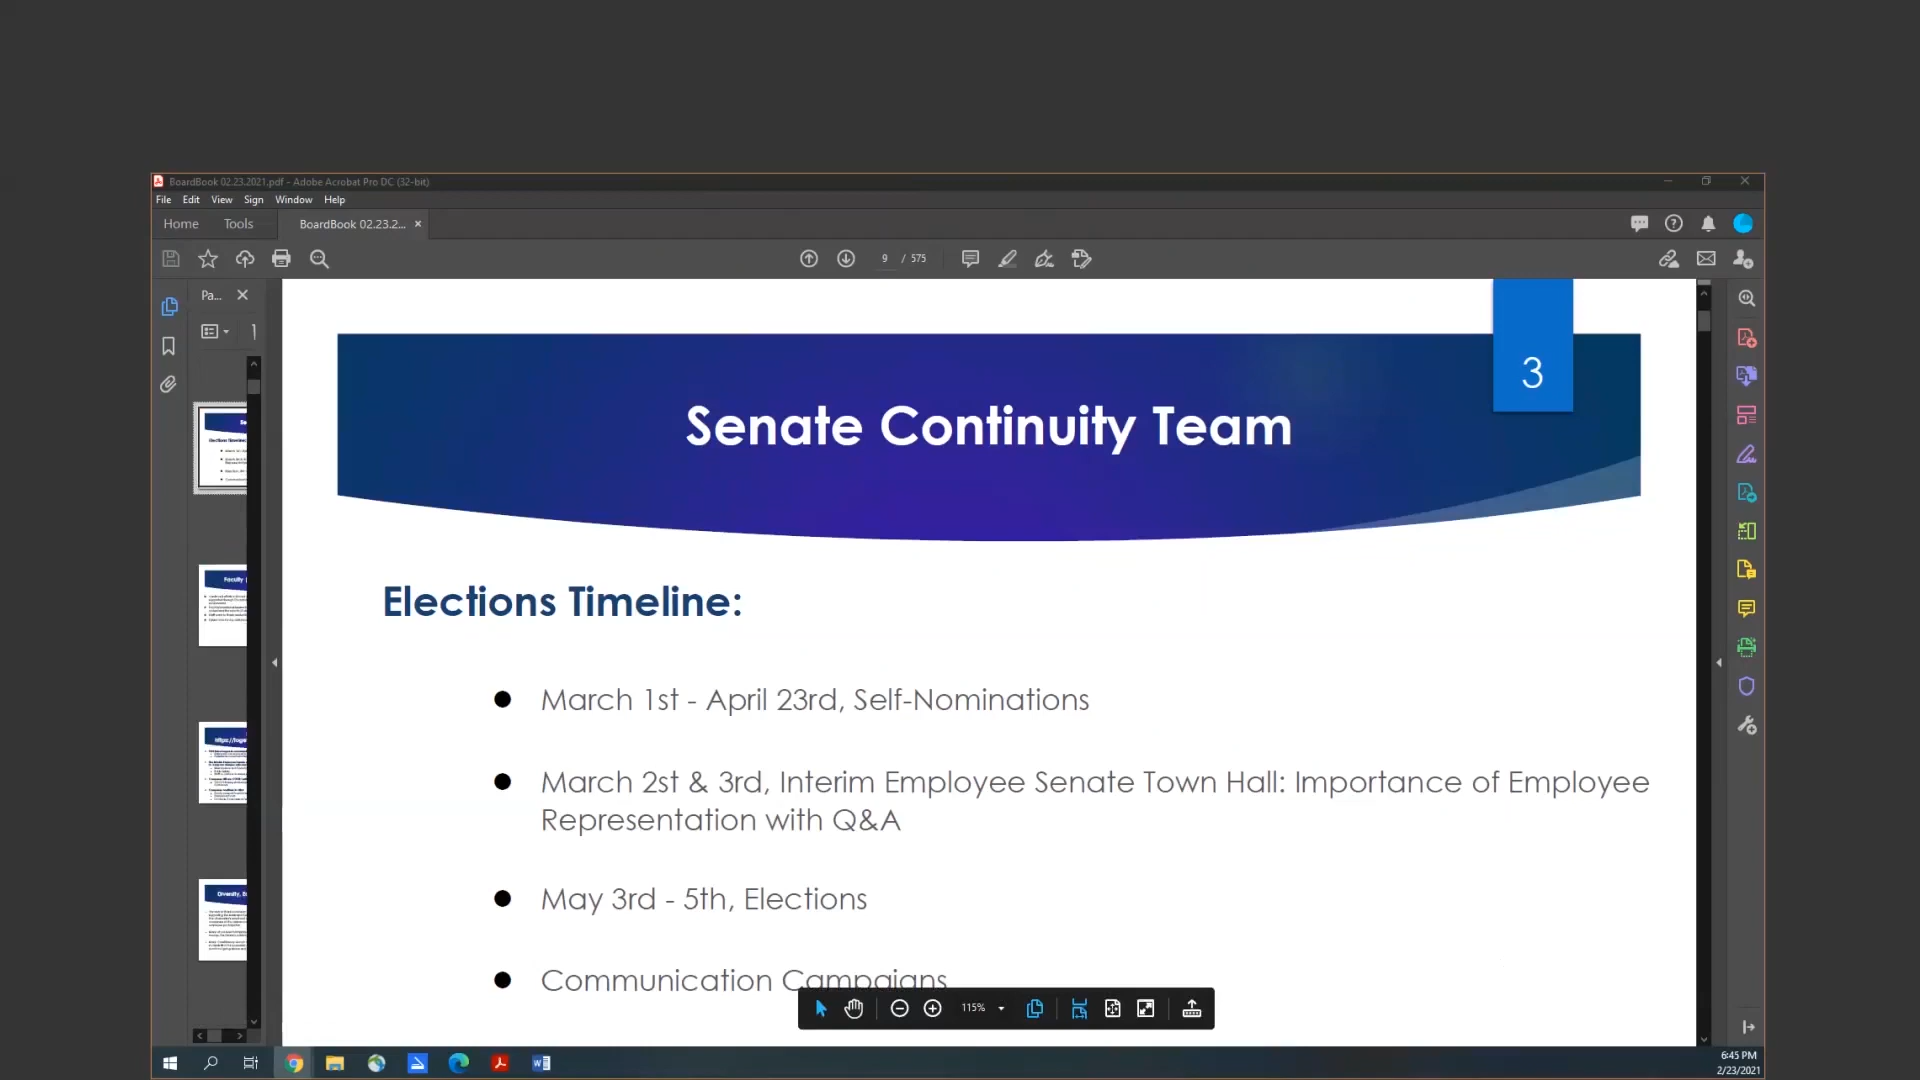 BoardBook 02.23.2021.pdf - Adobe Acrobat Pro DC (32-bit)
File Edit View Sign Window Help
Home Tools BoardBook 02.23.2...
9 / 575
Pa...
3
Senate Continuity Team
Elections Timeline:
March 1st - April 23rd, Self-Nominations
March 2st & 3rd, Interim Employee Senate Town Hall: Importance of Employee
Representation with Q&A
May 3rd - 5th, Elections
Communication Campaigns
115%
6:45 PM
2/23/2021